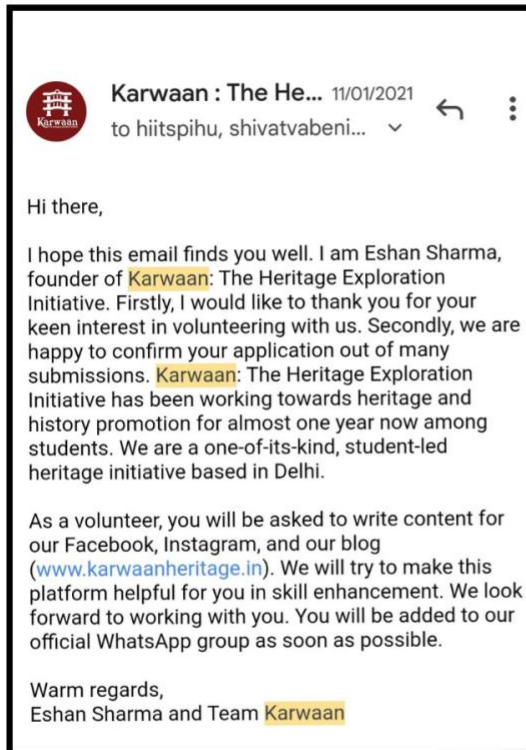 Karwaan
Karwaan : The He... 11/01/2021
to hiitspihu, shivatvabeni...
Hi there,
I hope this email finds you well. I am Eshan Sharma,
founder of Karwaan: The Heritage Exploration
Initiative. Firstly, I would like to thank you for your
keen interest in volunteering with us. Secondly, we are
happy to confirm your application out of many
submissions. Karwaan: The Heritage Exploration
Initiative has been working towards heritage and
history promotion for almost one year now among
students. We are a one-of-its-kind, student-led
heritage initiative based in Delhi.
As a volunteer, you will be asked to write content for
our Facebook, Instagram, and our blog
(www.karwaanheritage.in). We will try to make this
platform helpful for you in skill enhancement. We look
forward to working with you. You will be added to our
official WhatsApp group as soon as possible.
Warm regards,
Eshan Sharma and Team Karwaan